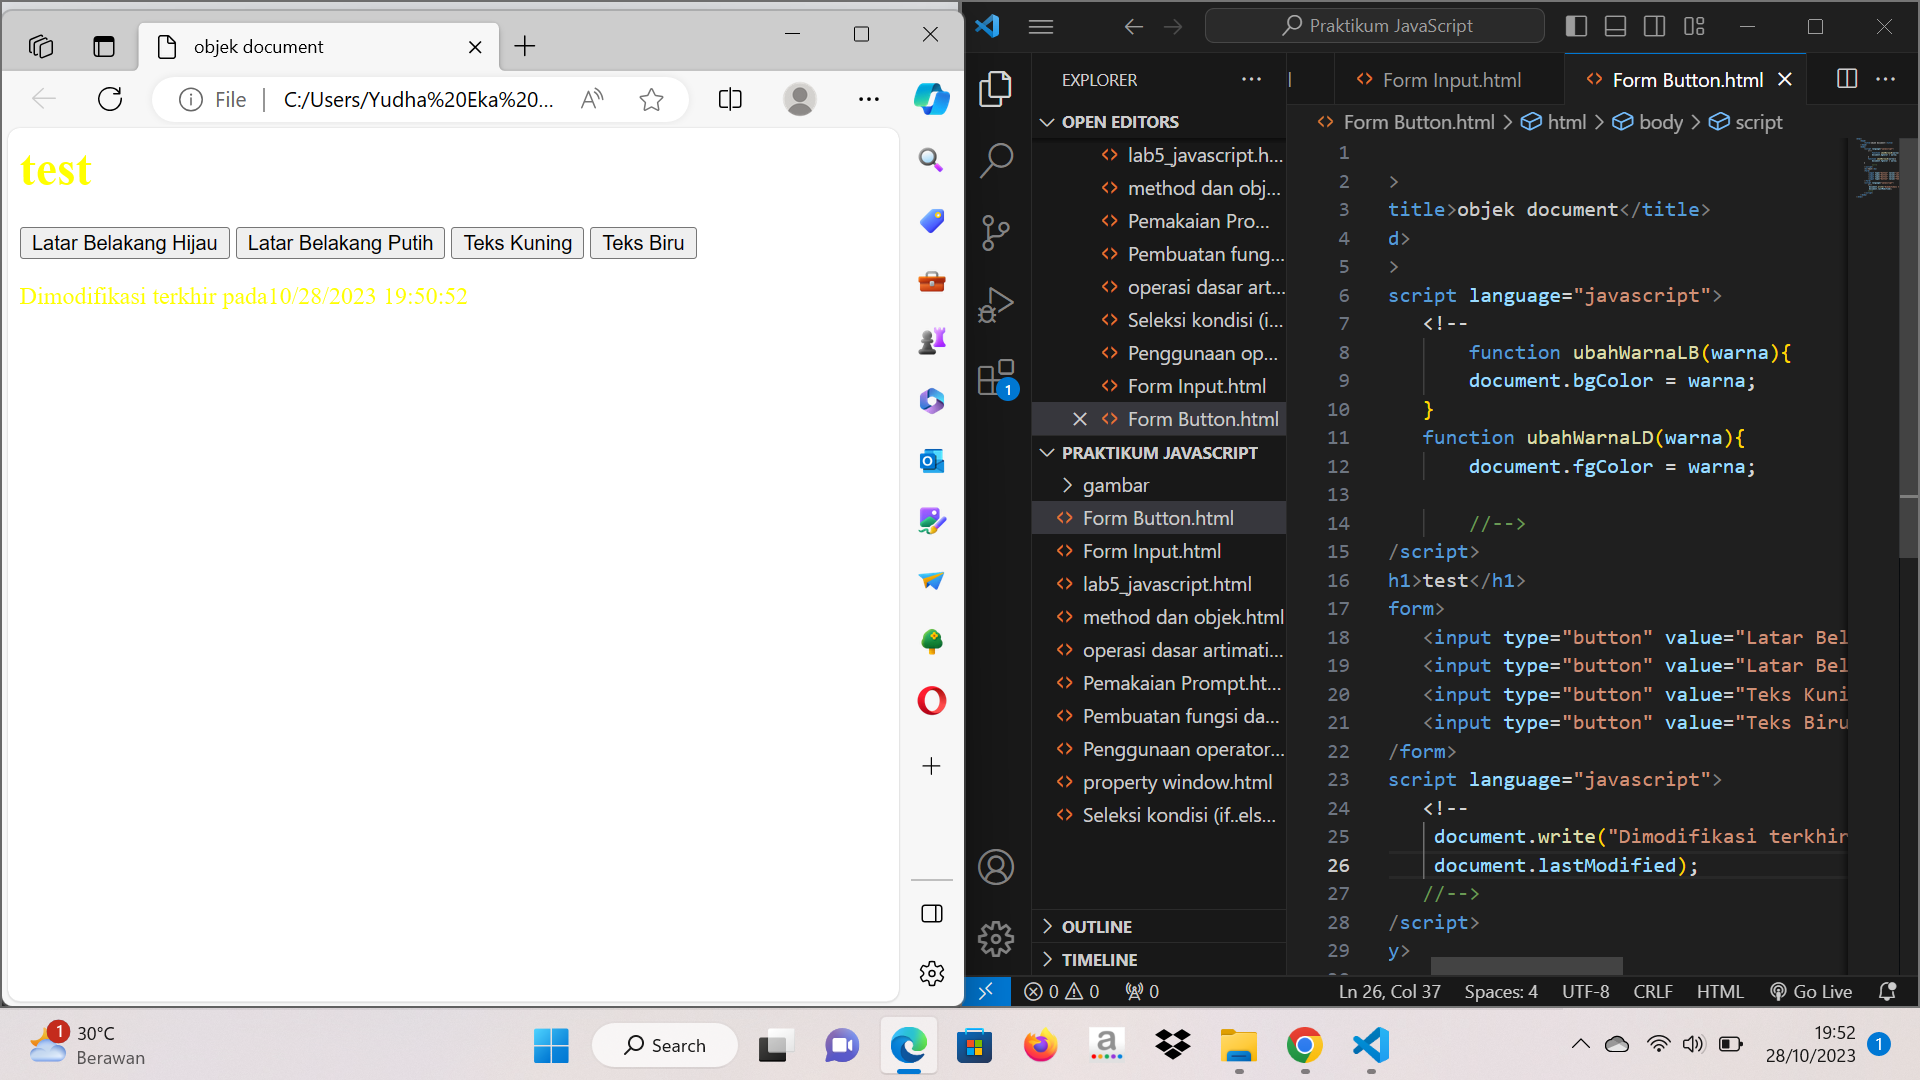 objek document
File
C:/Users/Yudha%20Eka%20...
test
Latar Belakang Hijau
Latar Belakang Putih
Teks Kuning
Teks Biru
Dimodifikasi terkhir pada10/28/2023 19:50:52
Praktikum JavaScript
EXPLORER
l
Form Input.html
Form Button.html
OPEN EDITORS
lab5_javascript.h...
method dan obj...
Pemakaian Pro...
Pembuatan fung...
operasi dasar art...
Seleksi kondisi (i...
Penggunaan op...
Form Input.html
Form Button.html
PRAKTIKUM JAVASCRIPT
gambar
Form Button.html
Form Input.html
lab5_javascript.html
method dan objek.html
operasi dasar artimati...
Pemakaian Prompt.ht...
Pembuatan fungsi da...
Penggunaan operator...
property window.html
Seleksi kondisi (if..els...
OUTLINE
TIMELINE
1
Form Button.html > html > body > script
1
2 >
3 title>objek document</title>
4 d>
5 >
6 script language="javascript">
7 <!--
8 function ubahWarnaLB(warna){
9 document.bgColor = warna;
10 }
11 function ubahWarnaLD(warna){
12 document.fgColor = warna;
13
14 //-->
15 /script>
16 h1>test</h1>
17 form>
18 <input type="button" value="Latar Bel
19 <input type="button" value="Latar Bel
20 <input type="button" value="Teks Kuni
21 <input type="button" value="Teks Biru
22 /form>
23 script language="javascript">
24 <!--
25 document.write("Dimodifikasi terkhir
26 document.lastModified);
27 //-->
28 /script>
29 y>
0 0 0
Ln 26, Col 37
Spaces: 4
UTF-8
CRLF
HTML
Go Live
1
30°C
Berawan
Search
a
19:52
28/10/2023
1